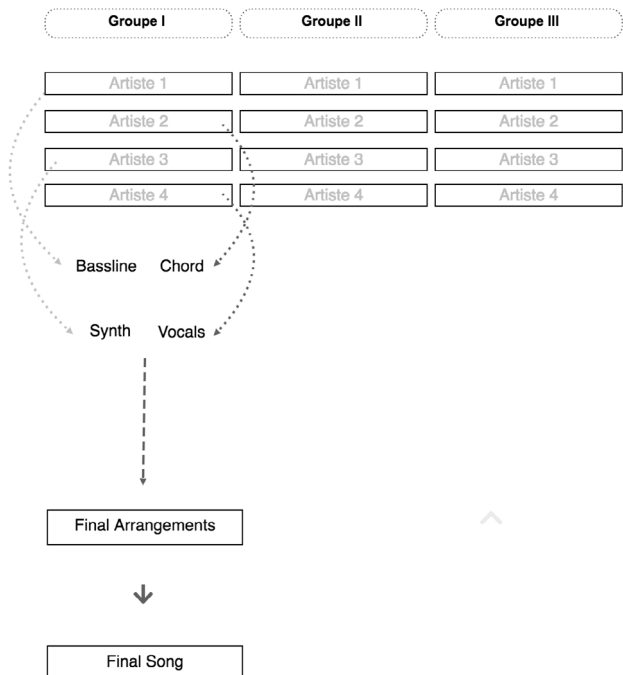 Groupe I Groupe II Groupe III
Artiste 1 Artiste 1 Artiste 1
Artiste 2 Artiste 2 Artiste 2
Artiste 3 Artiste 3 Artiste 3
Artiste 4 Artiste 4 Artiste 4
Bassline Chord
Synth Vocals
Final Arrangements
Final Song